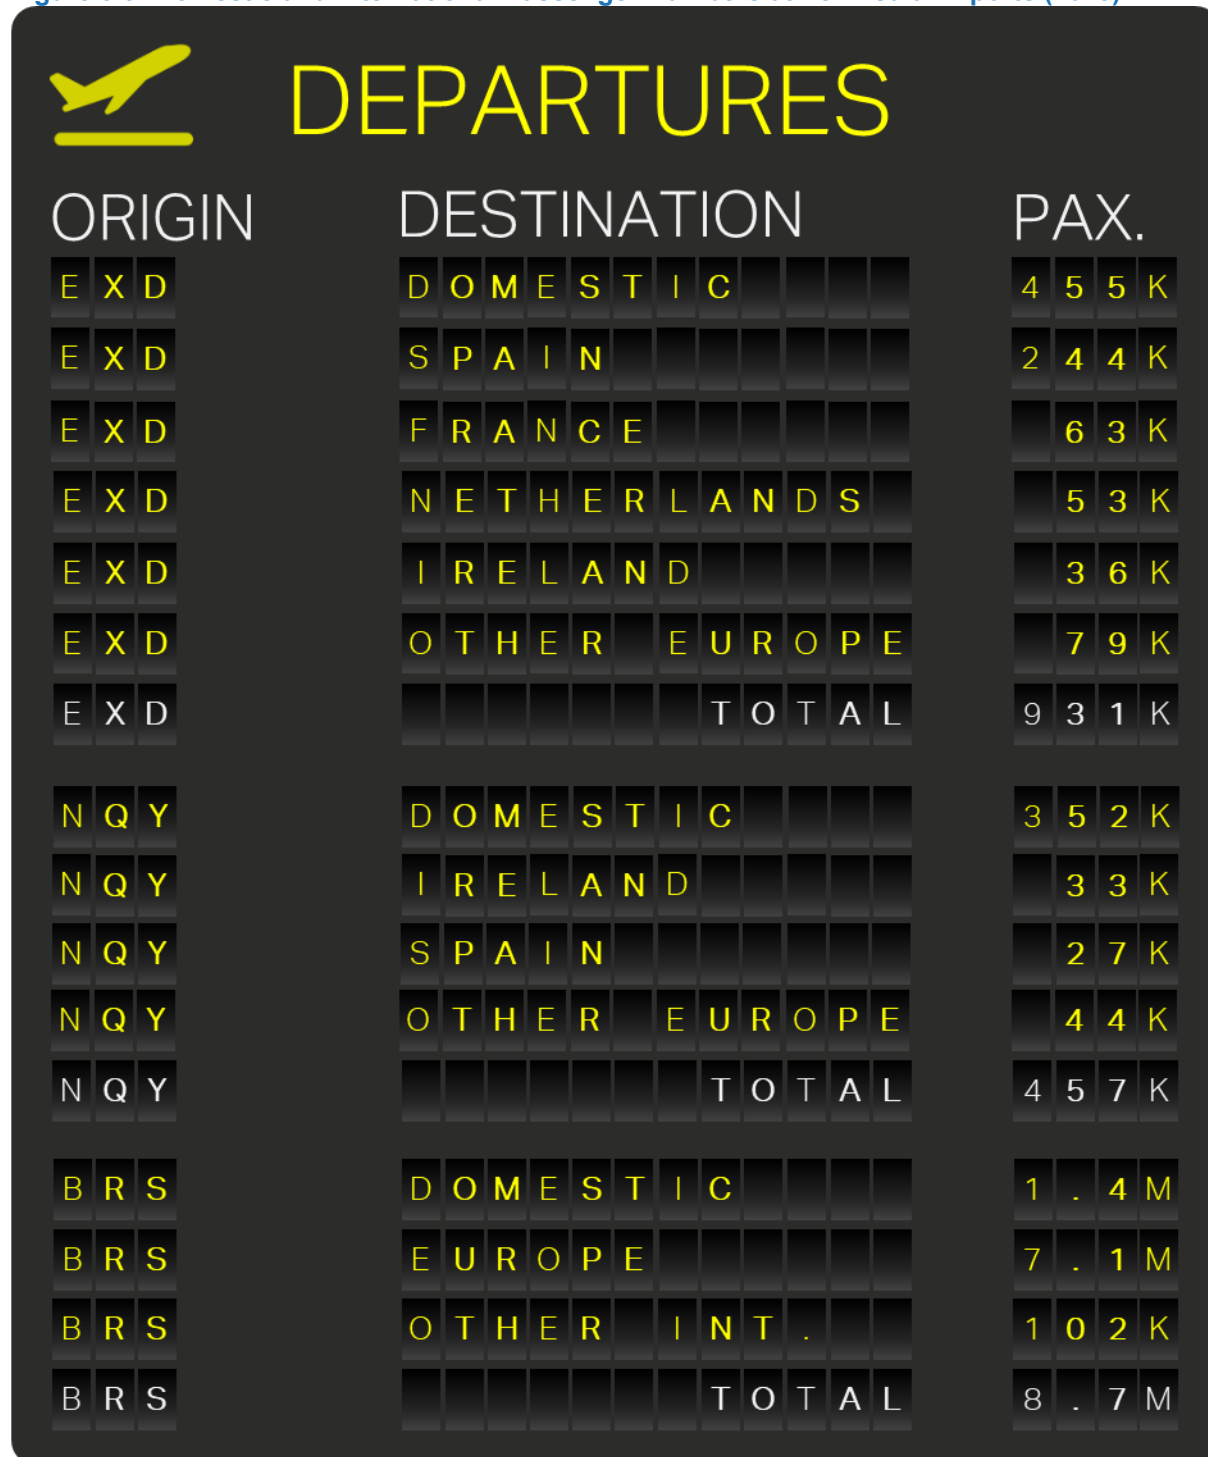 DEPARTURES
ORIGIN DESTINATION PAX.
EXD DOMESTIC 455K
EXD SPAIN 244K
EXD FRANCE 63K
EXD NETHERLANDS 53K
EXD IRELAND 36K
EXD OTHER EUROPE 79K
EXD TOTAL 931K
NQY DOMESTIC 352K
NQY IRELAND 33K
NQY SPAIN 27K
NQY OTHER EUROPE 44K
NQY TOTAL 457K
BRS DOMESTIC 1.4M
BRS EUROPE 7.1M
BRS OTHER INT. 102K
BRS TOTAL 8.7M